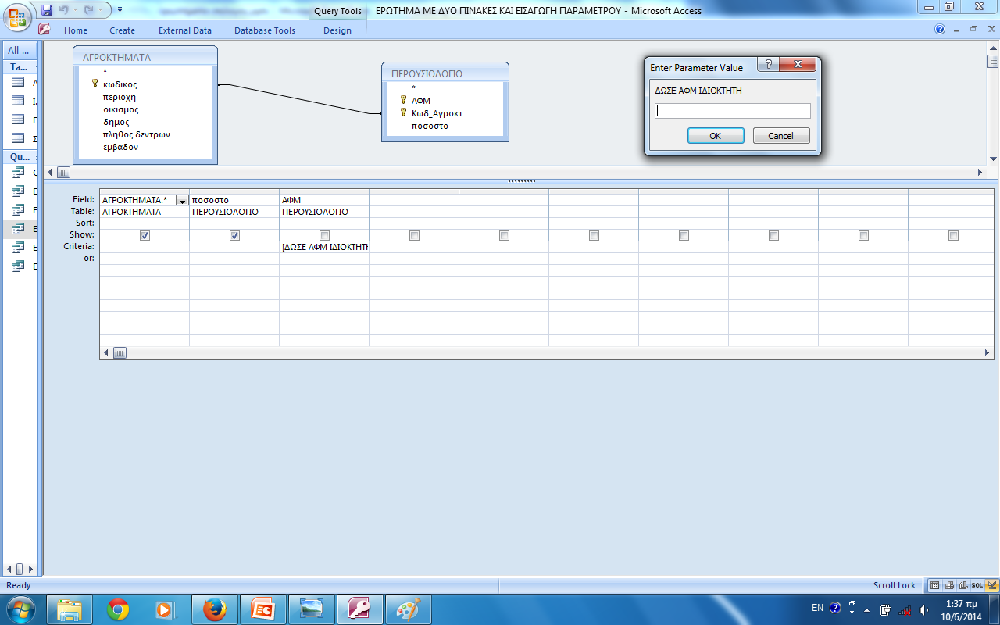 Query Tools
ΕΡΩΤΗΜΑ ΜΕ ΔΥΟ ΠΙΝΑΚΕΣ ΚΑΙ ΕΙΣΑΓΩΓΗ ΠΑΡΑΜΕΤΡΟΥ - Microsoft Access
Home Create External Data Database Tools Design
All ...
Ta...
Α
Ι.
Γ
Σ
Qu...
Q
Ε
Ε
Ε
Ε
Ε
ΑΓΡΟΚΤΗΜΑΤΑ
*
κωδικος
περιοχη
οικισμος
δημος
πληθος δεντρων
εμβαδον
ΠΕΡΟΥΣΙΟΛΟΓΙΟ
*
ΑΦΜ
Κωδ_Αγροκτ
ποσοστο
Enter Parameter Value
ΔΩΣΕ ΑΦΜ ΙΔΙΟΚΤΗΤΗ
OK Cancel
Field: ΑΓΡΟΚΤΗΜΑΤΑ.* ποσοστο ΑΦΜ
Table: ΑΓΡΟΚΤΗΜΑΤΑ ΠΕΡΟΥΣΙΟΛΟΓΙΟ ΠΕΡΟΥΣΙΟΛΟΓΙΟ
Sort:
Show:
Criteria: [ΔΩΣΕ ΑΦΜ ΙΔΙΟΚΤΗΤΗ
or:
Ready Scroll Lock SQL
EN 1:37 πμ
10/6/2014